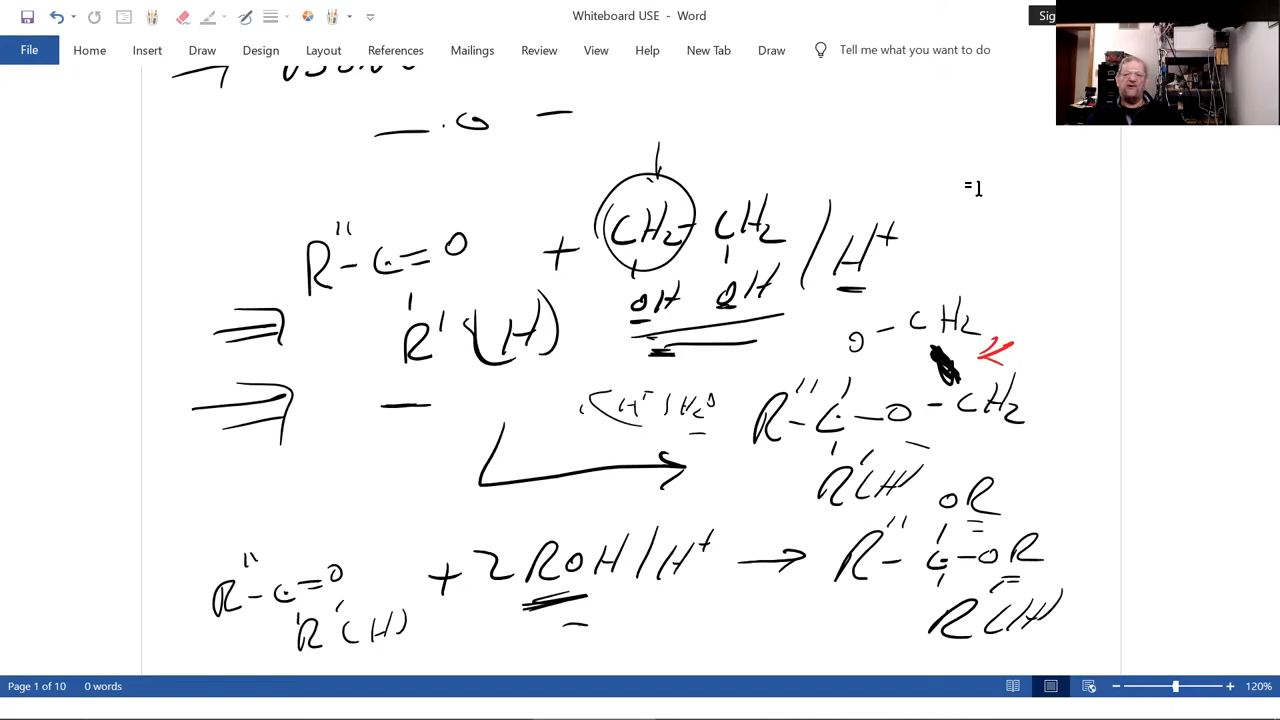 Whiteboard USE - Word
Sig
File Home Insert Draw Design Layout References Mailings Review View Help New Tab Draw Tell me what you want to do
R''-C=O + (CH2-CH2 / H+
OH OH
R' (H)
O-CH2
(H+/H2O
R''-C-O-CH2
R'(H)
OR
R''-C=O + 2 ROH/H+ → R''-C-OR
R'(H)
R'(H)
Page 1 of 10 0 words 120%